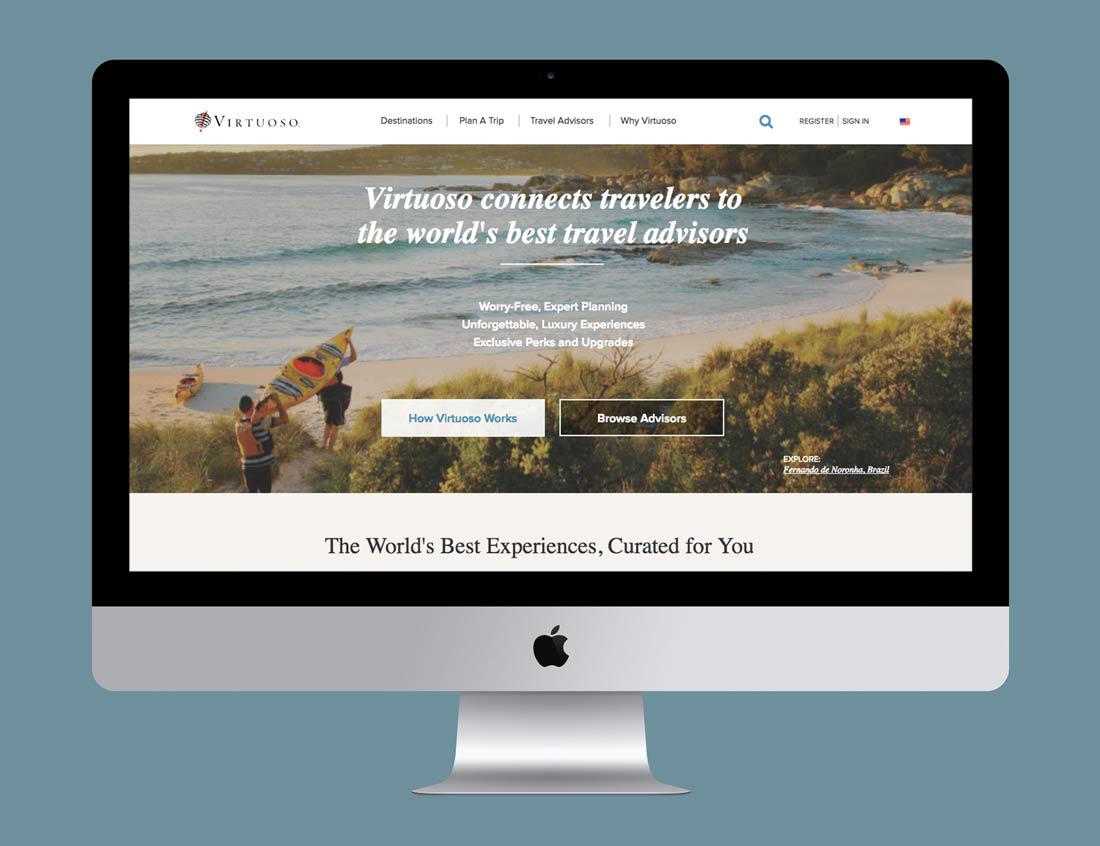 VIRTUOSO.
Destinations
Plan A Trip
Travel Advisors
Why Virtuoso
REGISTER
SIGN IN
Virtuoso connects travelers to
the world's best travel advisors
Worry-Free, Expert Planning
Unforgettable, Luxury Experiences
Exclusive Perks and Upgrades
How Virtuoso Works
Browse Advisors
EXPLORE:
Fernando de Noronha, Brazil
The World's Best Experiences, Curated for You